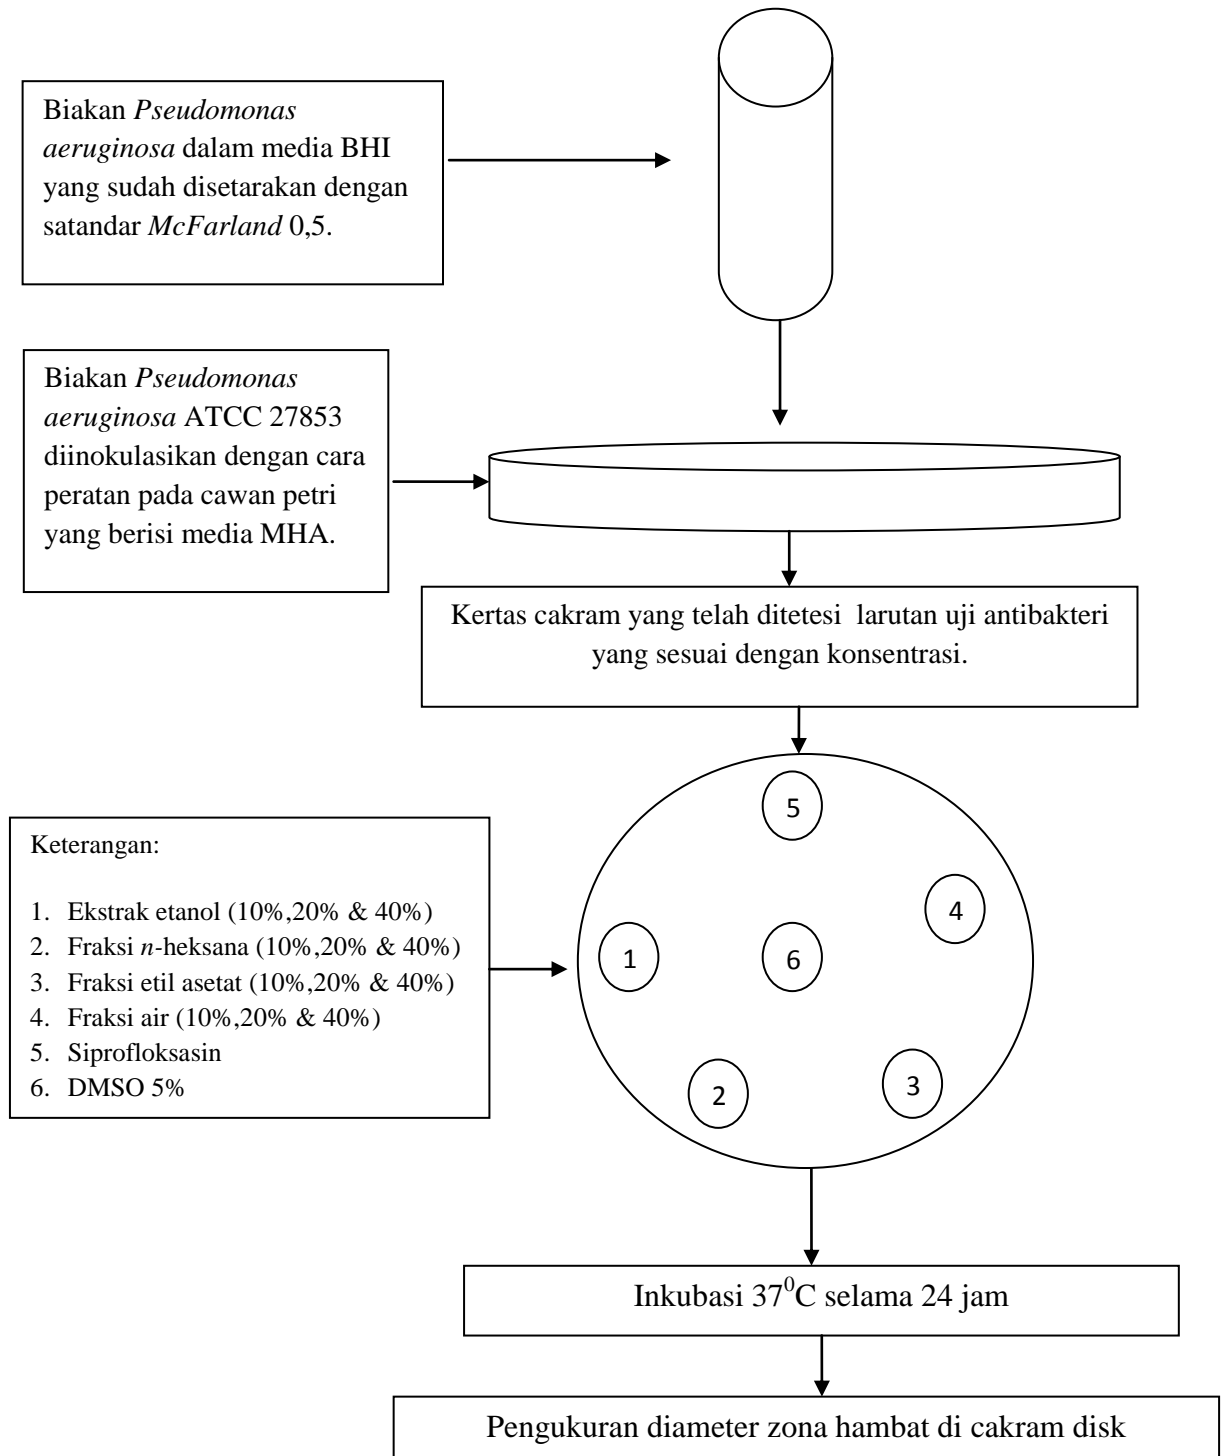 Biakan Pseudomonas
aeruginosa dalam media BHI
yang sudah disetarakan dengan
satandar McFarland 0,5.
Biakan Pseudomonas
aeruginosa ATCC 27853
diinokulasikan dengan cara
peratan pada cawan petri
yang berisi media MHA.
Kertas cakram yang telah ditetesi larutan uji antibakteri
yang sesuai dengan konsentrasi.
Keterangan:
1. Ekstrak etanol (10%,20% & 40%)
2. Fraksi n-heksana (10%,20% & 40%)
3. Fraksi etil asetat (10%,20% & 40%)
4. Fraksi air (10%,20% & 40%)
5. Siprofloksasin
6. DMSO 5%
5
4
1
6
3
2
Inkubasi 37⁰C selama 24 jam
Pengukuran diameter zona hambat di cakram disk